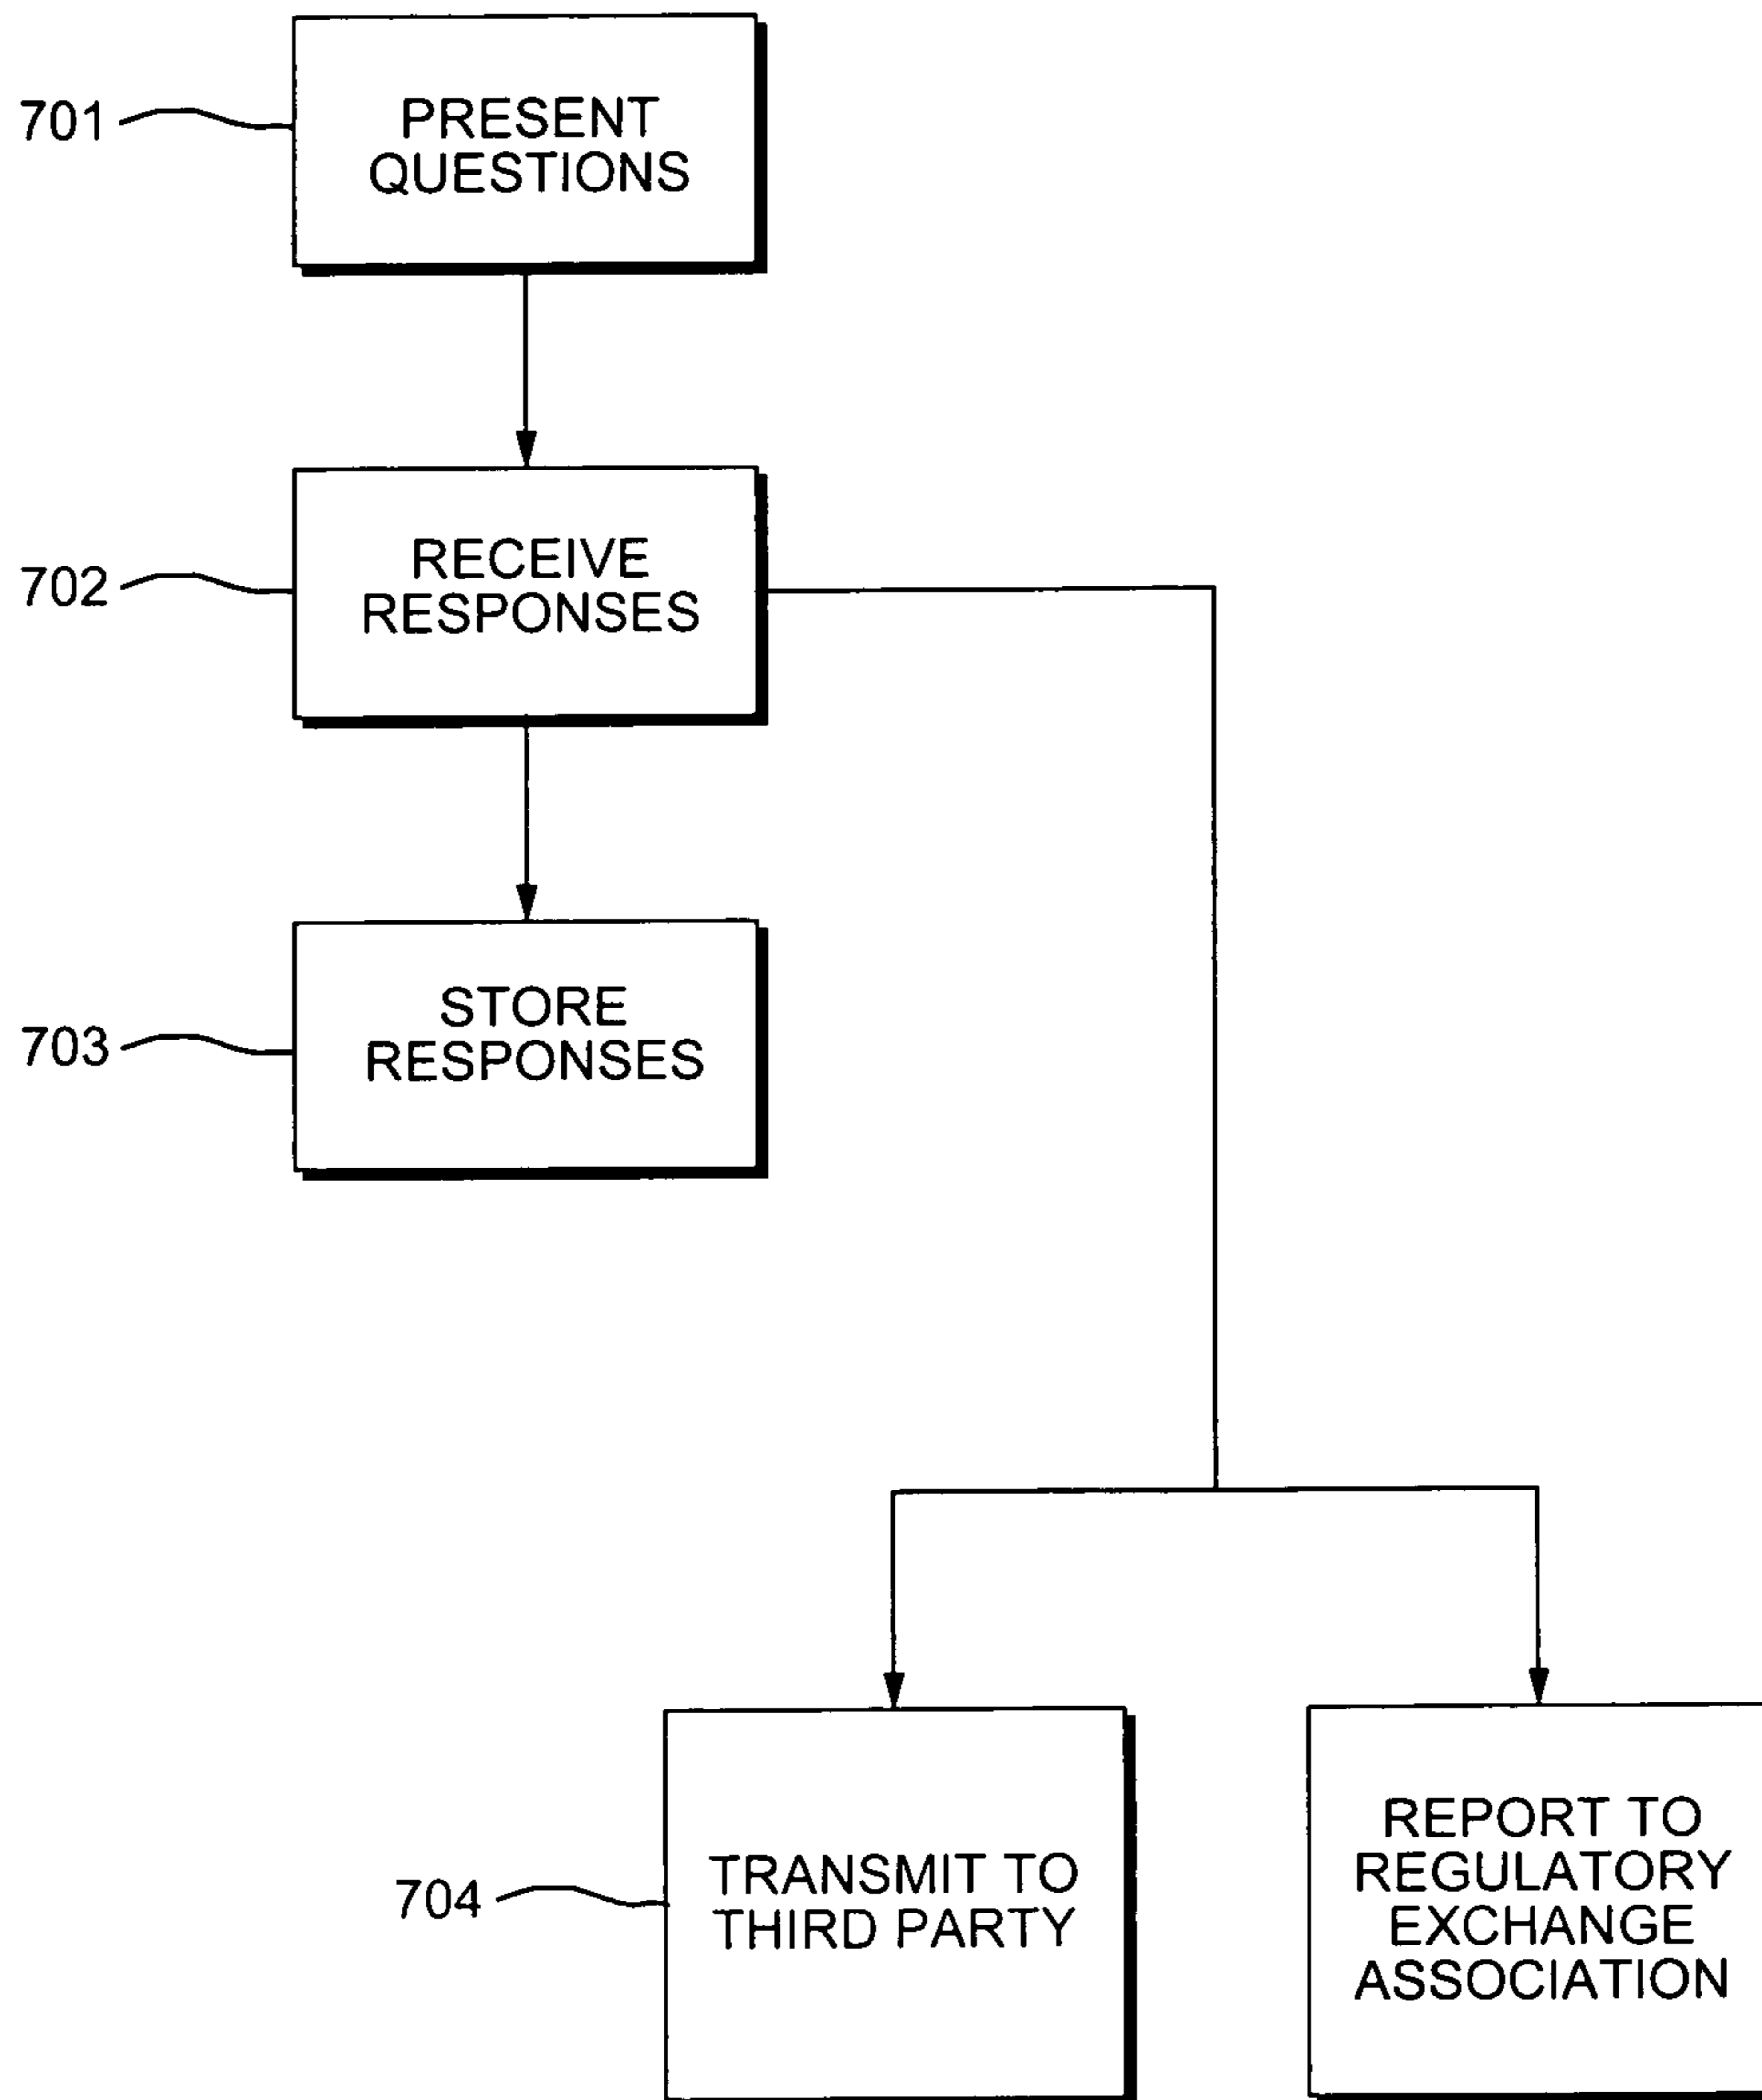 701
PRESENT
QUESTIONS
702
RECEIVE
RESPONSES
703
STORE
RESPONSES
704
TRANSMIT TO
THIRD PARTY
REPORT TO
REGULATORY
EXCHANGE
ASSOCIATION